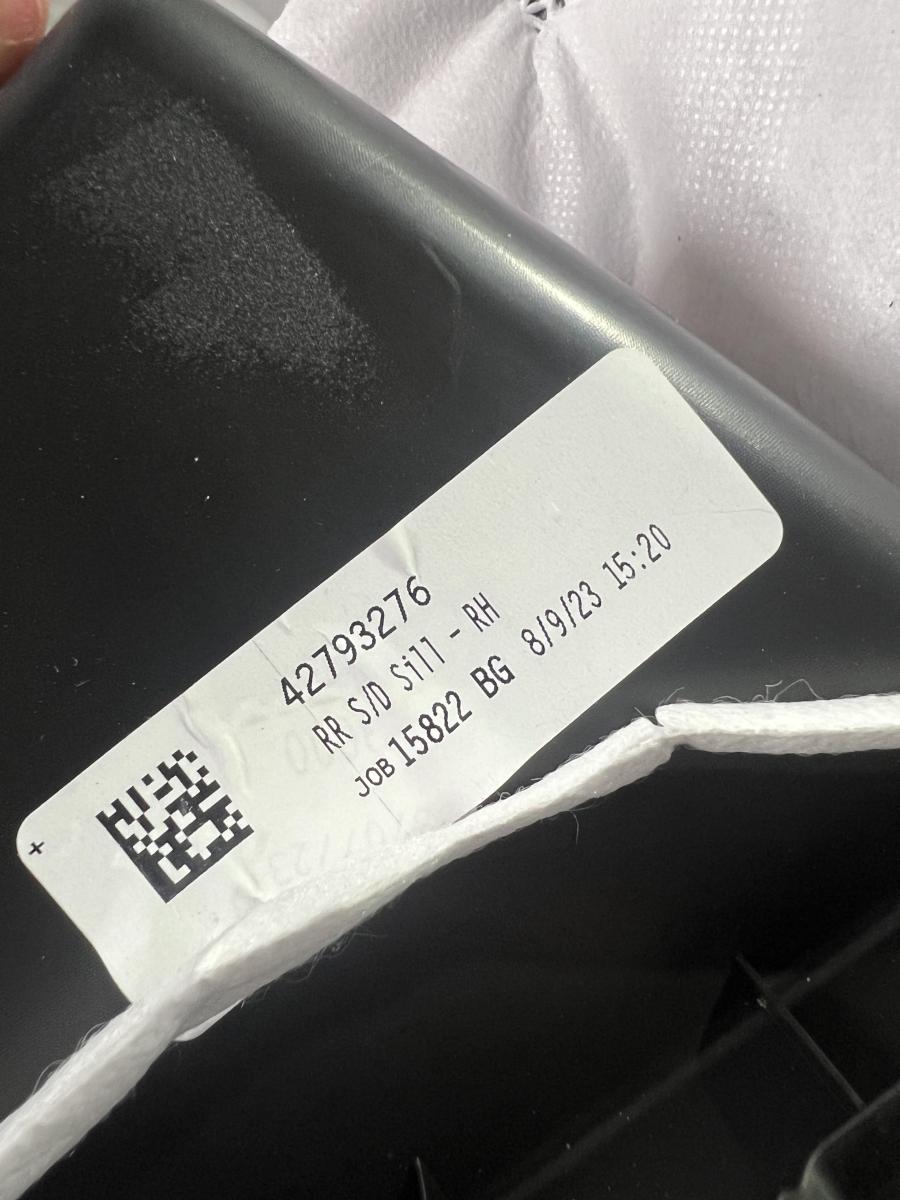 42793276
RR S/D Sill - RH
JOB 15822 BG 8/9/23 15:20
+